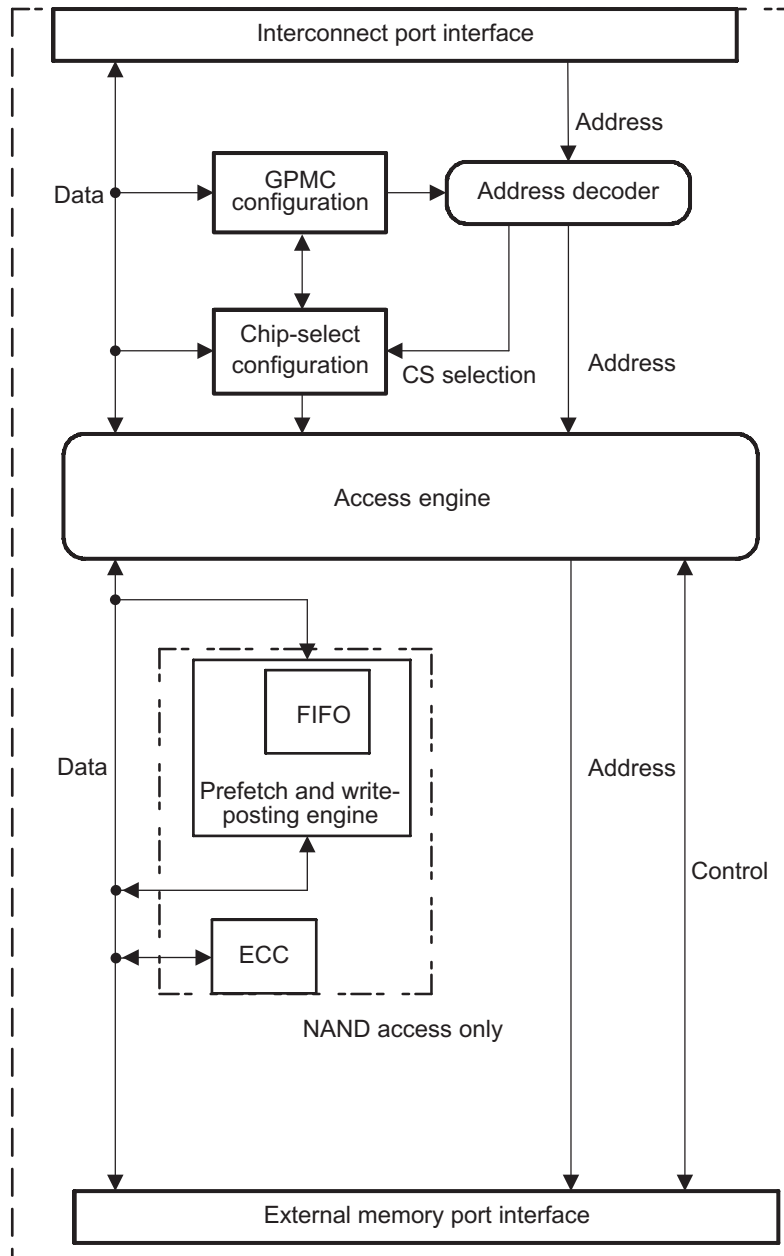 Interconnect port interface
Address
GPMC
configuration
Address decoder
Data
Chip-select
configuration
CS selection
Address
Access engine
FIFO
Prefetch and write-
posting engine
Data
Address
Control
ECC
NAND access only
External memory port interface